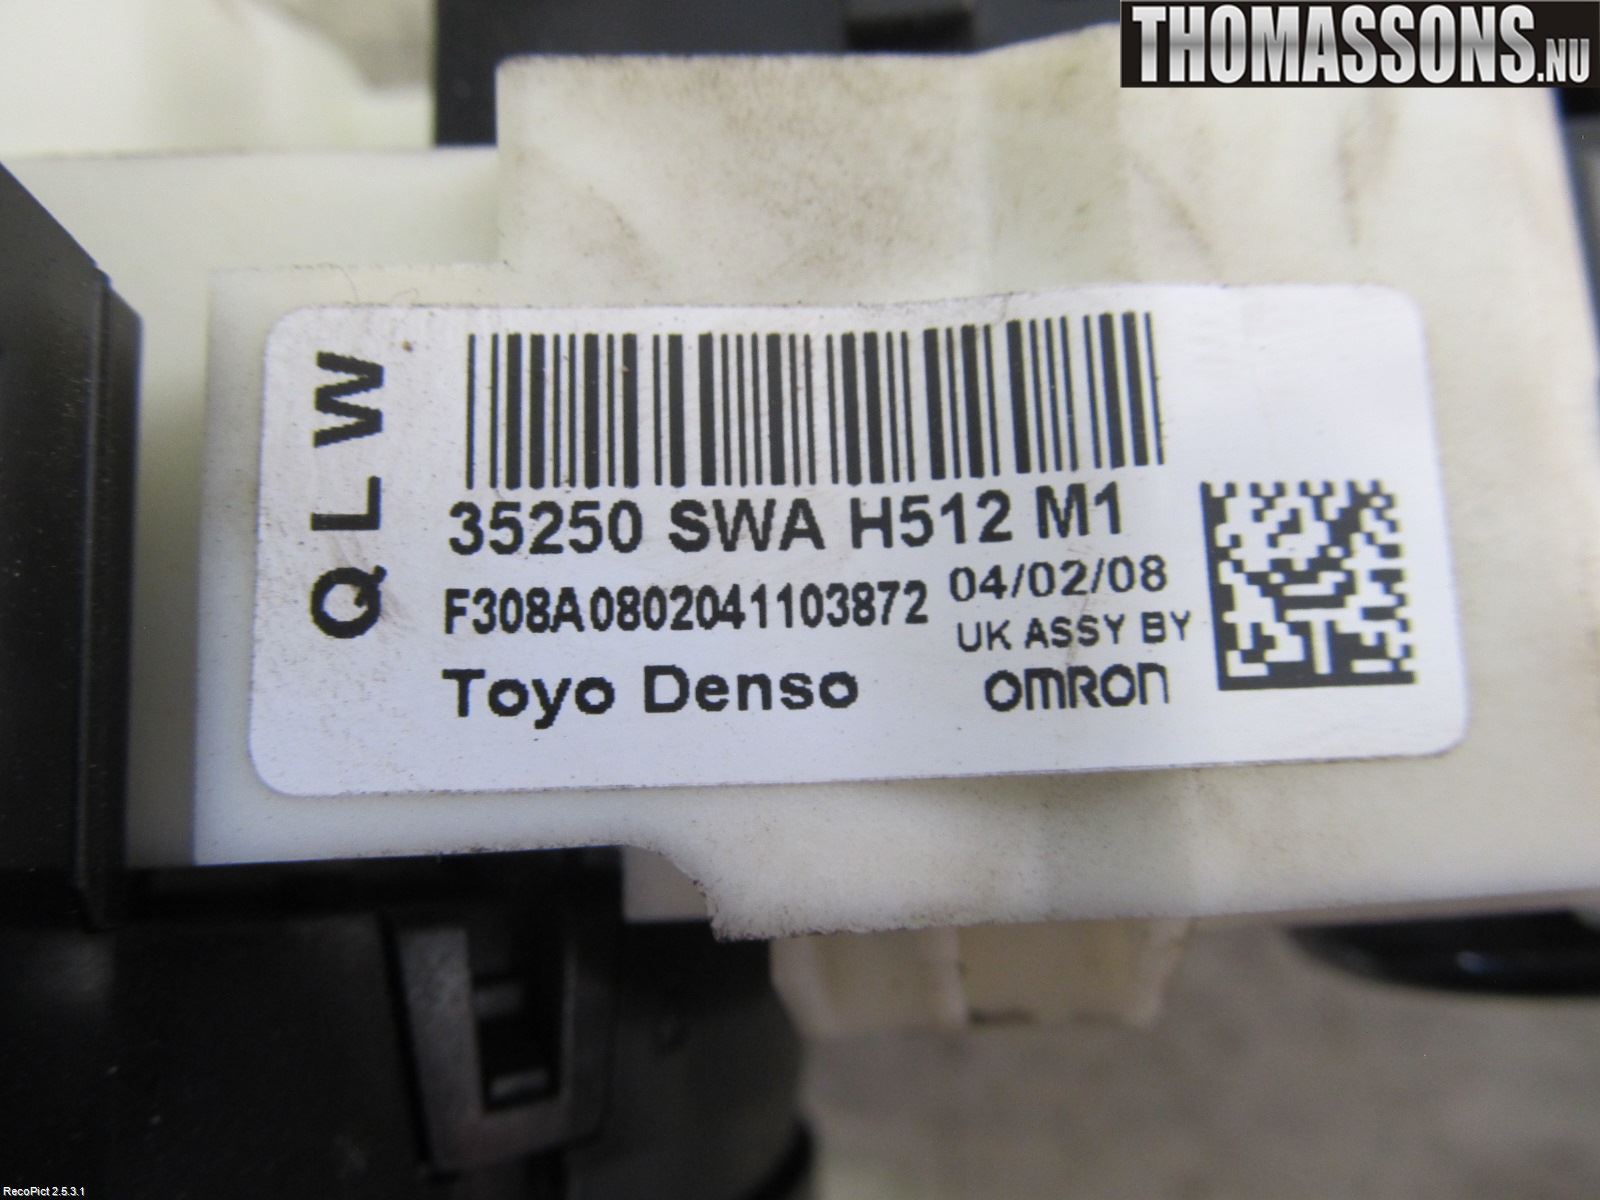 THOMASSONS.NU
QLW
35250 SWA H512 M1
F308A0802041103872 04/02/08
UK ASSY BY
Toyo Denso OMRON
RecoPict 2.5.3.1